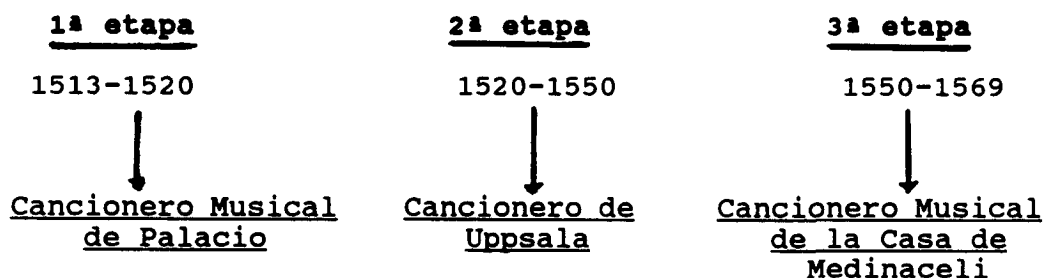 1ª etapa
2ª etapa
3ª etapa
1513-1520
1520-1550
1550-1569
Cancionero Musical
de Palacio
Cancionero de
Uppsala
Cancionero Musical
de la Casa de
Medinaceli